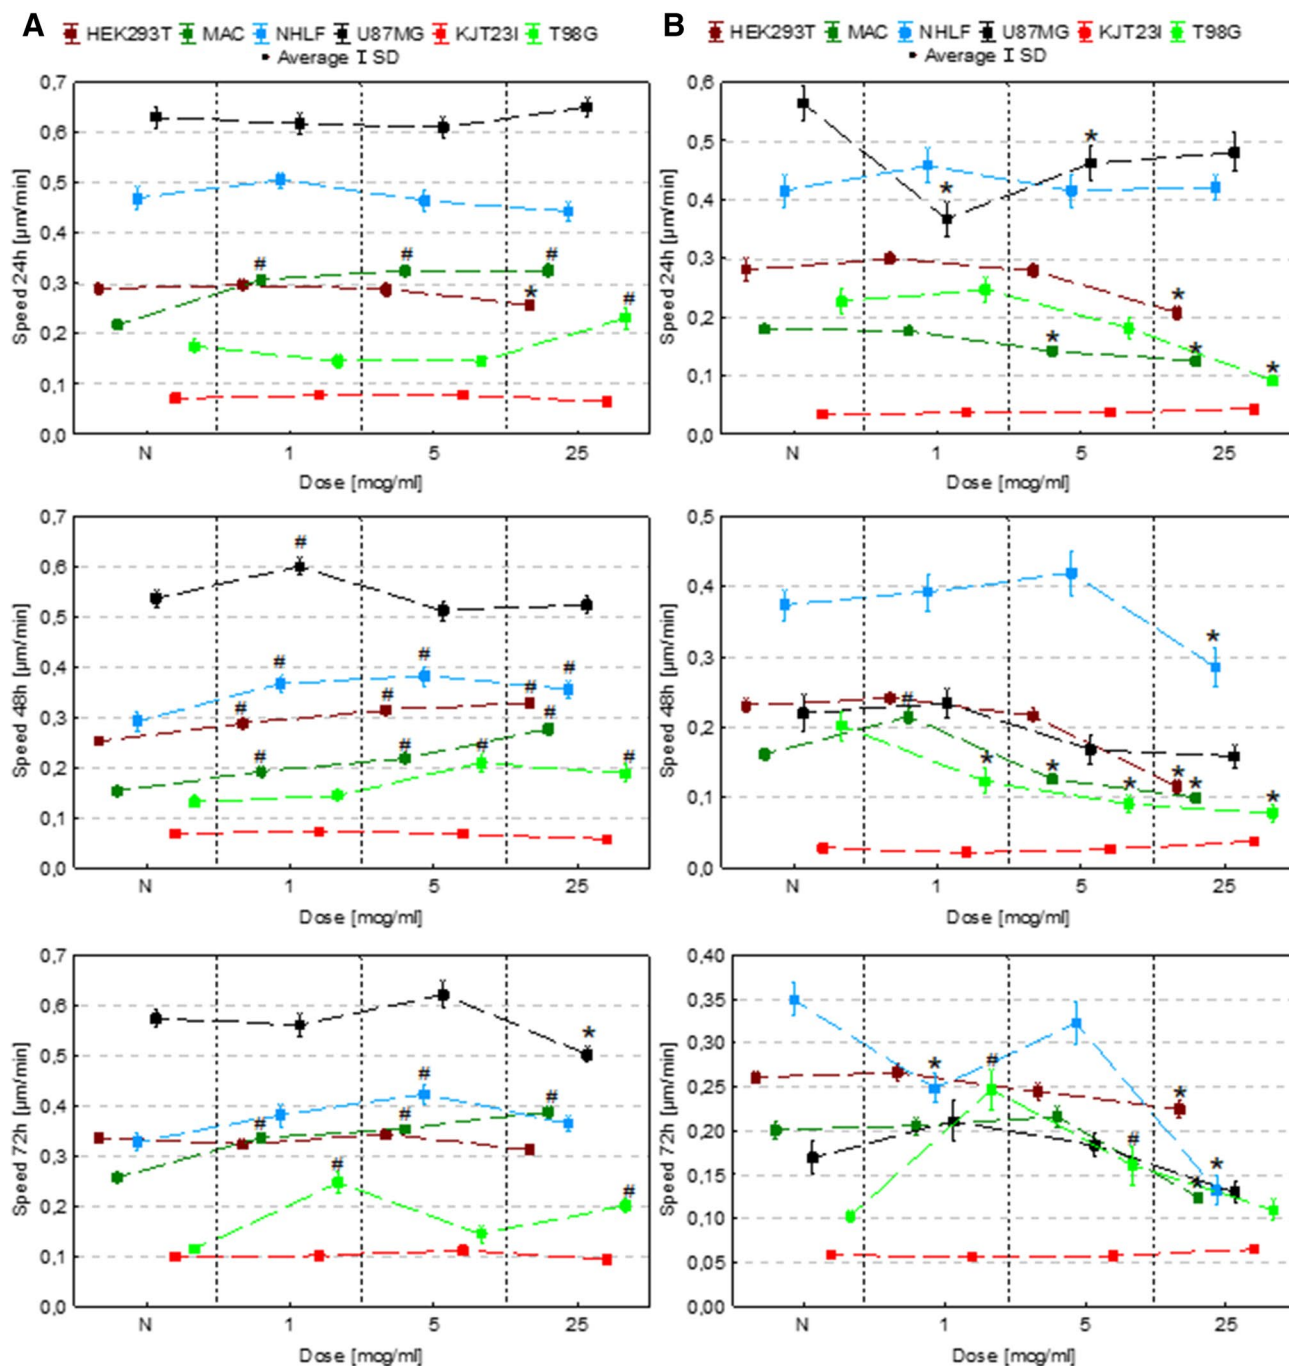 A
HEK293T MAC NHLF U87MG KJT23I T98G
Average I SD
0,7
0,6
0,5
0,4
0,3
0,2
0,1
0,0
Speed 24h [µm/min]
# # # * #
N 1 5 25
Dose [mcg/ml]
0,7
0,6
0,5
0,4
0,3
0,2
0,1
0,0
Speed 48h [µm/min]
# # # # # # # # # # # #
N 1 5 25
Dose [mcg/ml]
0,7
0,6
0,5
0,4
0,3
0,2
0,1
0,0
Speed 72h [µm/min]
* # # # # # #
N 1 5 25
Dose [mcg/ml]
B
HEK293T MAC NHLF U87MG KJT23I T98G
Average I SD
0,6
0,5
0,4
0,3
0,2
0,1
0,0
Speed 24h [µm/min]
* * * * * *
N 1 5 25
Dose [mcg/ml]
0,5
0,4
0,3
0,2
0,1
0,0
Speed 48h [µm/min]
* # * * * * * *
N 1 5 25
Dose [mcg/ml]
0,40
0,35
0,30
0,25
0,20
0,15
0,10
0,05
0,00
Speed 72h [µm/min]
* # * # * *
N 1 5 25
Dose [mcg/ml]